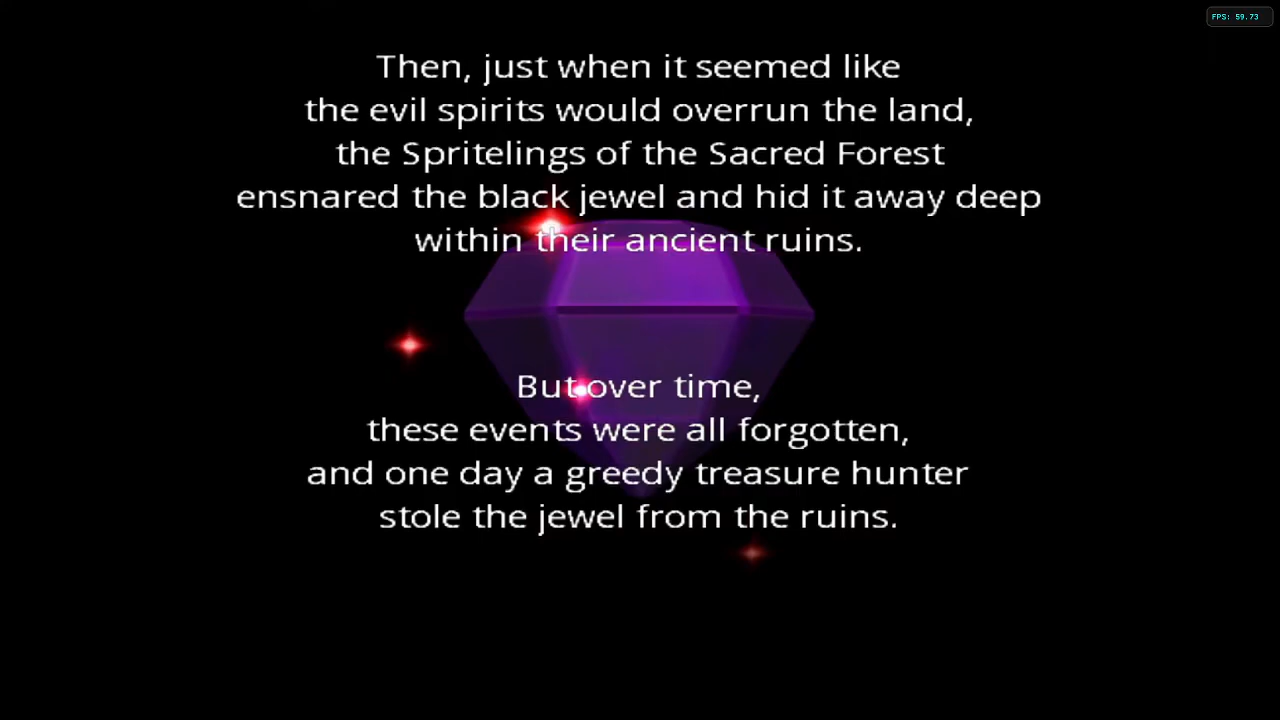 FPS: 59.73
Then, just when it seemed like
the evil spirits would overrun the land,
the Spritelings of the Sacred Forest
ensnared the black jewel and hid it away deep
within their ancient ruins.
But over time,
these events were all forgotten,
and one day a greedy treasure hunter
stole the jewel from the ruins.